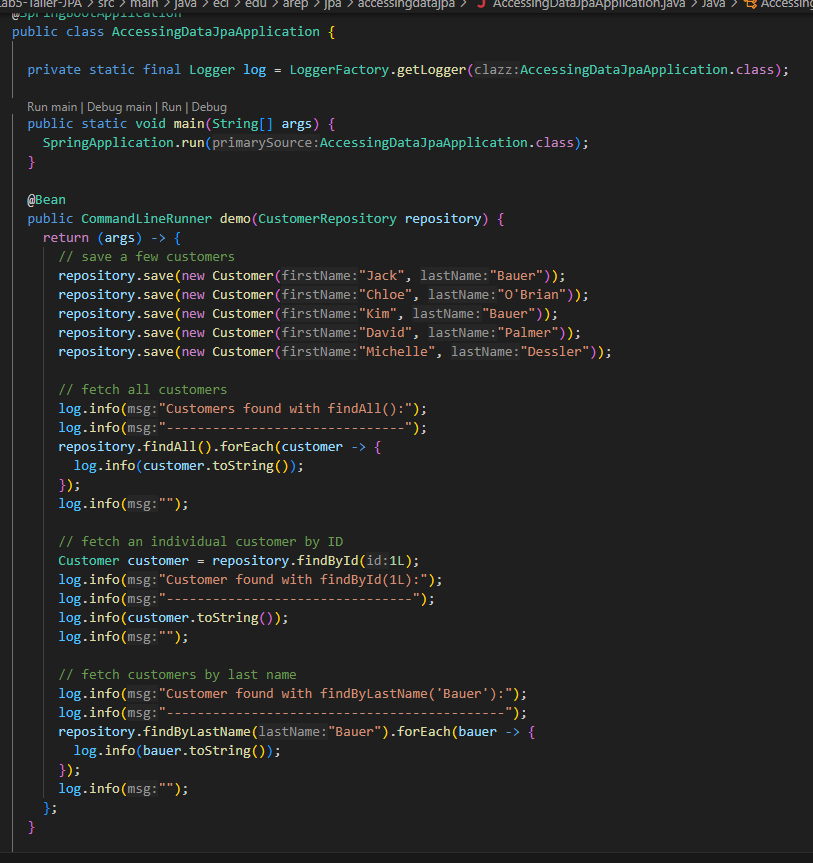 Lab5-Taller-JPA > src > main > java > eci > edu > arep > jpa > accessingdatajpa > J AccessingDataJpaApplication.java > Java > Accessing
@SpringBootApplication
public class AccessingDataJpaApplication {
private static final Logger log = LoggerFactory.getLogger(clazz:AccessingDataJpaApplication.class);
Run main | Debug main | Run | Debug
public static void main(String[] args) {
SpringApplication.run(primarySource:AccessingDataJpaApplication.class);
}
@Bean
public CommandLineRunner demo(CustomerRepository repository) {
return (args) -> {
// save a few customers
repository.save(new Customer(firstName:"Jack", lastName:"Bauer"));
repository.save(new Customer(firstName:"Chloe", lastName:"O'Brian"));
repository.save(new Customer(firstName:"Kim", lastName:"Bauer"));
repository.save(new Customer(firstName:"David", lastName:"Palmer"));
repository.save(new Customer(firstName:"Michelle", lastName:"Dessler"));
// fetch all customers
log.info(msg:"Customers found with findAll():");
log.info(msg:"-------------------------------");
repository.findAll().forEach(customer -> {
log.info(customer.toString());
});
log.info(msg:"");
// fetch an individual customer by ID
Customer customer = repository.findById(id:1L);
log.info(msg:"Customer found with findById(1L):");
log.info(msg:"--------------------------------");
log.info(customer.toString());
log.info(msg:"");
// fetch customers by last name
log.info(msg:"Customer found with findByLastName('Bauer'):");
log.info(msg:"--------------------------------------------");
repository.findByLastName(lastName:"Bauer").forEach(bauer -> {
log.info(bauer.toString());
});
log.info(msg:"");
};
}